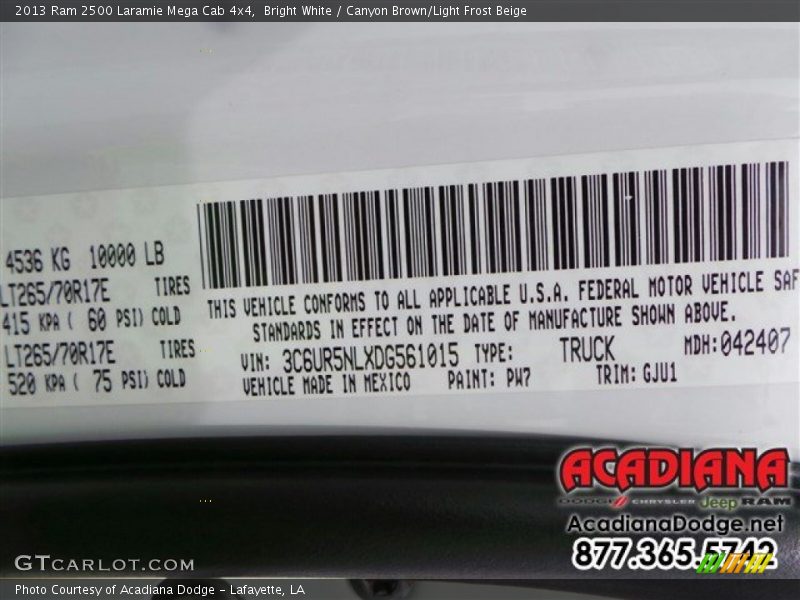 2013 Ram 2500 Laramie Mega Cab 4x4, Bright White / Canyon Brown/Light Frost Beige
4536 KG 10000 LB
LT265/70R17E TIRES
415 KPA ( 60 PSI) COLD
LT265/70R17E TIRES
520 KPA ( 75 PSI) COLD
THIS VEHICLE CONFORMS TO ALL APPLICABLE U.S.A. FEDERAL MOTOR VEHICLE SAF
STANDARDS IN EFFECT ON THE DATE OF MANUFACTURE SHOWN ABOVE.
VIN: 3C6UR5NLXDG561015 TYPE: TRUCK MDH:042407
VEHICLE MADE IN MEXICO PAINT: PW7 TRIM: GJU1
ACADIANA
DODGE CHRYSLER Jeep RAM
AcadianaDodge.net
877.365.5742
GTCARLOT.COM
Photo Courtesy of Acadiana Dodge - Lafayette, LA